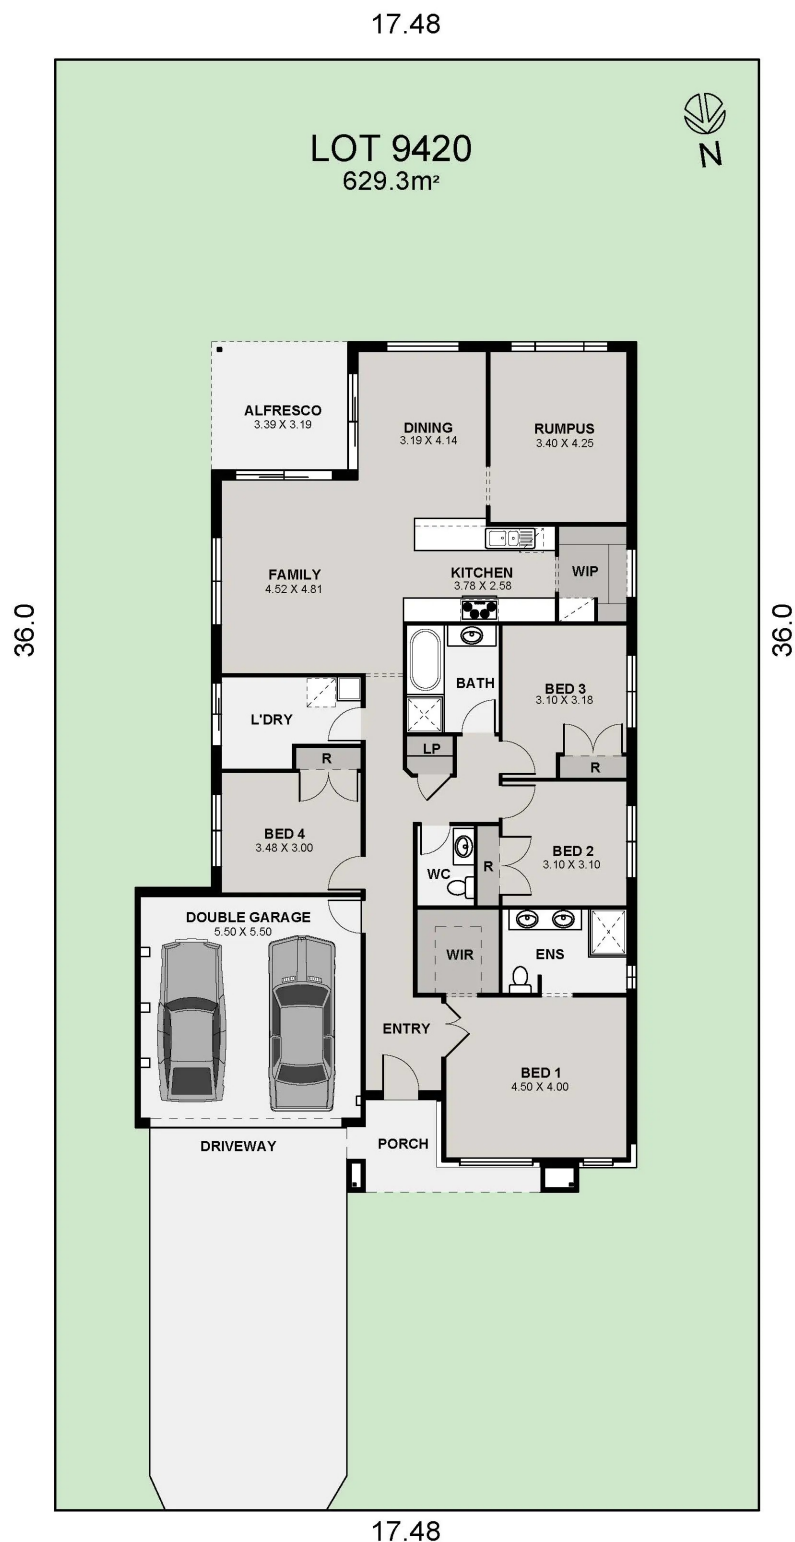 17.48
LOT 9420
629.3m²
N
ALFRESCO
3.39 X 3.19
DINING
3.19 X 4.14
RUMPUS
3.40 X 4.25
FAMILY
4.52 X 4.81
KITCHEN
3.78 X 2.58
WIP
36.0
36.0
BATH
BED 3
3.10 X 3.18
L'DRY
LP
R
R
BED 4
3.48 X 3.00
BED 2
3.10 X 3.10
WC
R
DOUBLE GARAGE
5.50 X 5.50
WIR
ENS
ENTRY
BED 1
4.50 X 4.00
DRIVEWAY
PORCH
17.48